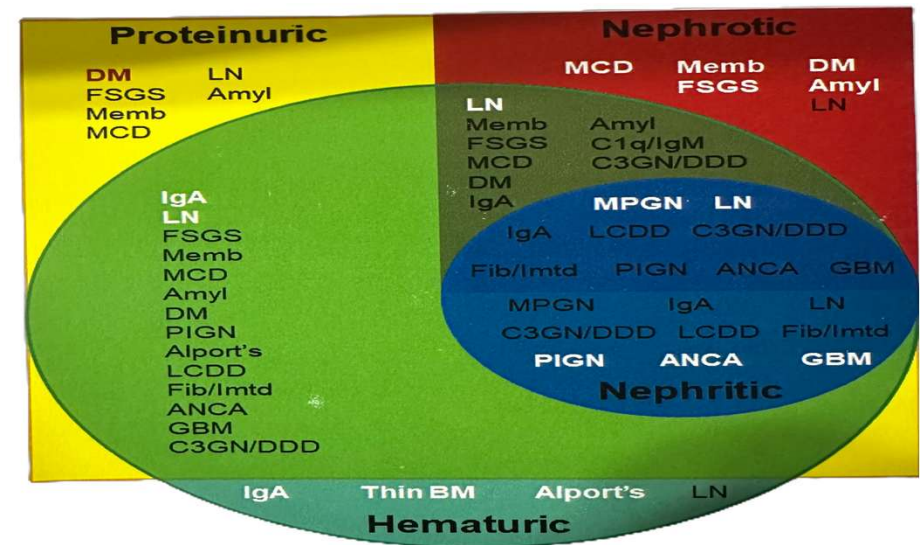 Proteinuric
DM LN
FSGS Amyl
Memb
MCD
Nephrotic
MCD Memb DM
FSGS Amyl
LN
LN
Memb Amyl
FSGS C1q/IgM
MCD C3GN/DDD
DM
IgA
MPGN LN
IgA LCDD C3GN/DDD
Fib/Imtd PIGN ANCA GBM
MPGN IgA LN
C3GN/DDD LCDD Fib/Imtd
PIGN ANCA GBM
Nephritic
IgA
LN
FSGS
Memb
MCD
Amyl
DM
PIGN
Alport's
LCDD
Fib/Imtd
ANCA
GBM
C3GN/DDD
IgA Thin BM Alport's LN
Hematuric